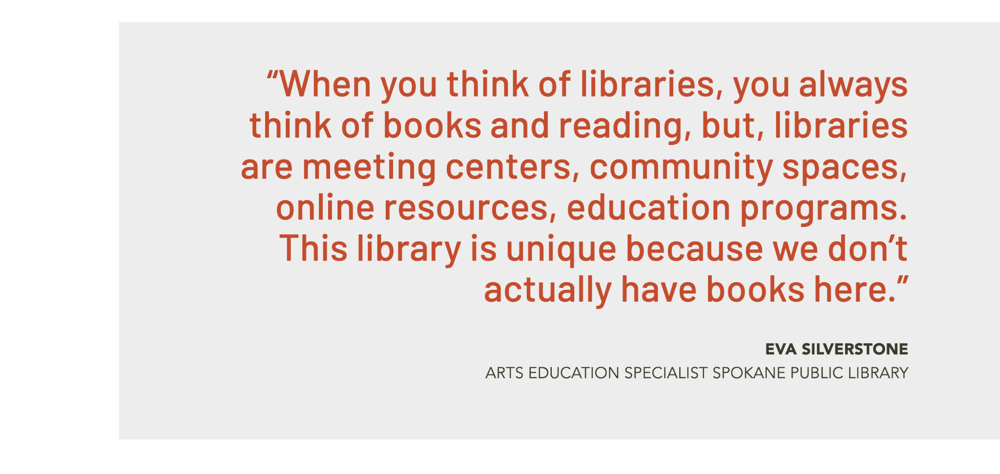 “When you think of libraries, you always
think of books and reading, but, libraries
are meeting centers, community spaces,
online resources, education programs.
This library is unique because we don’t
actually have books here.”
EVA SILVERSTONE
ARTS EDUCATION SPECIALIST SPOKANE PUBLIC LIBRARY